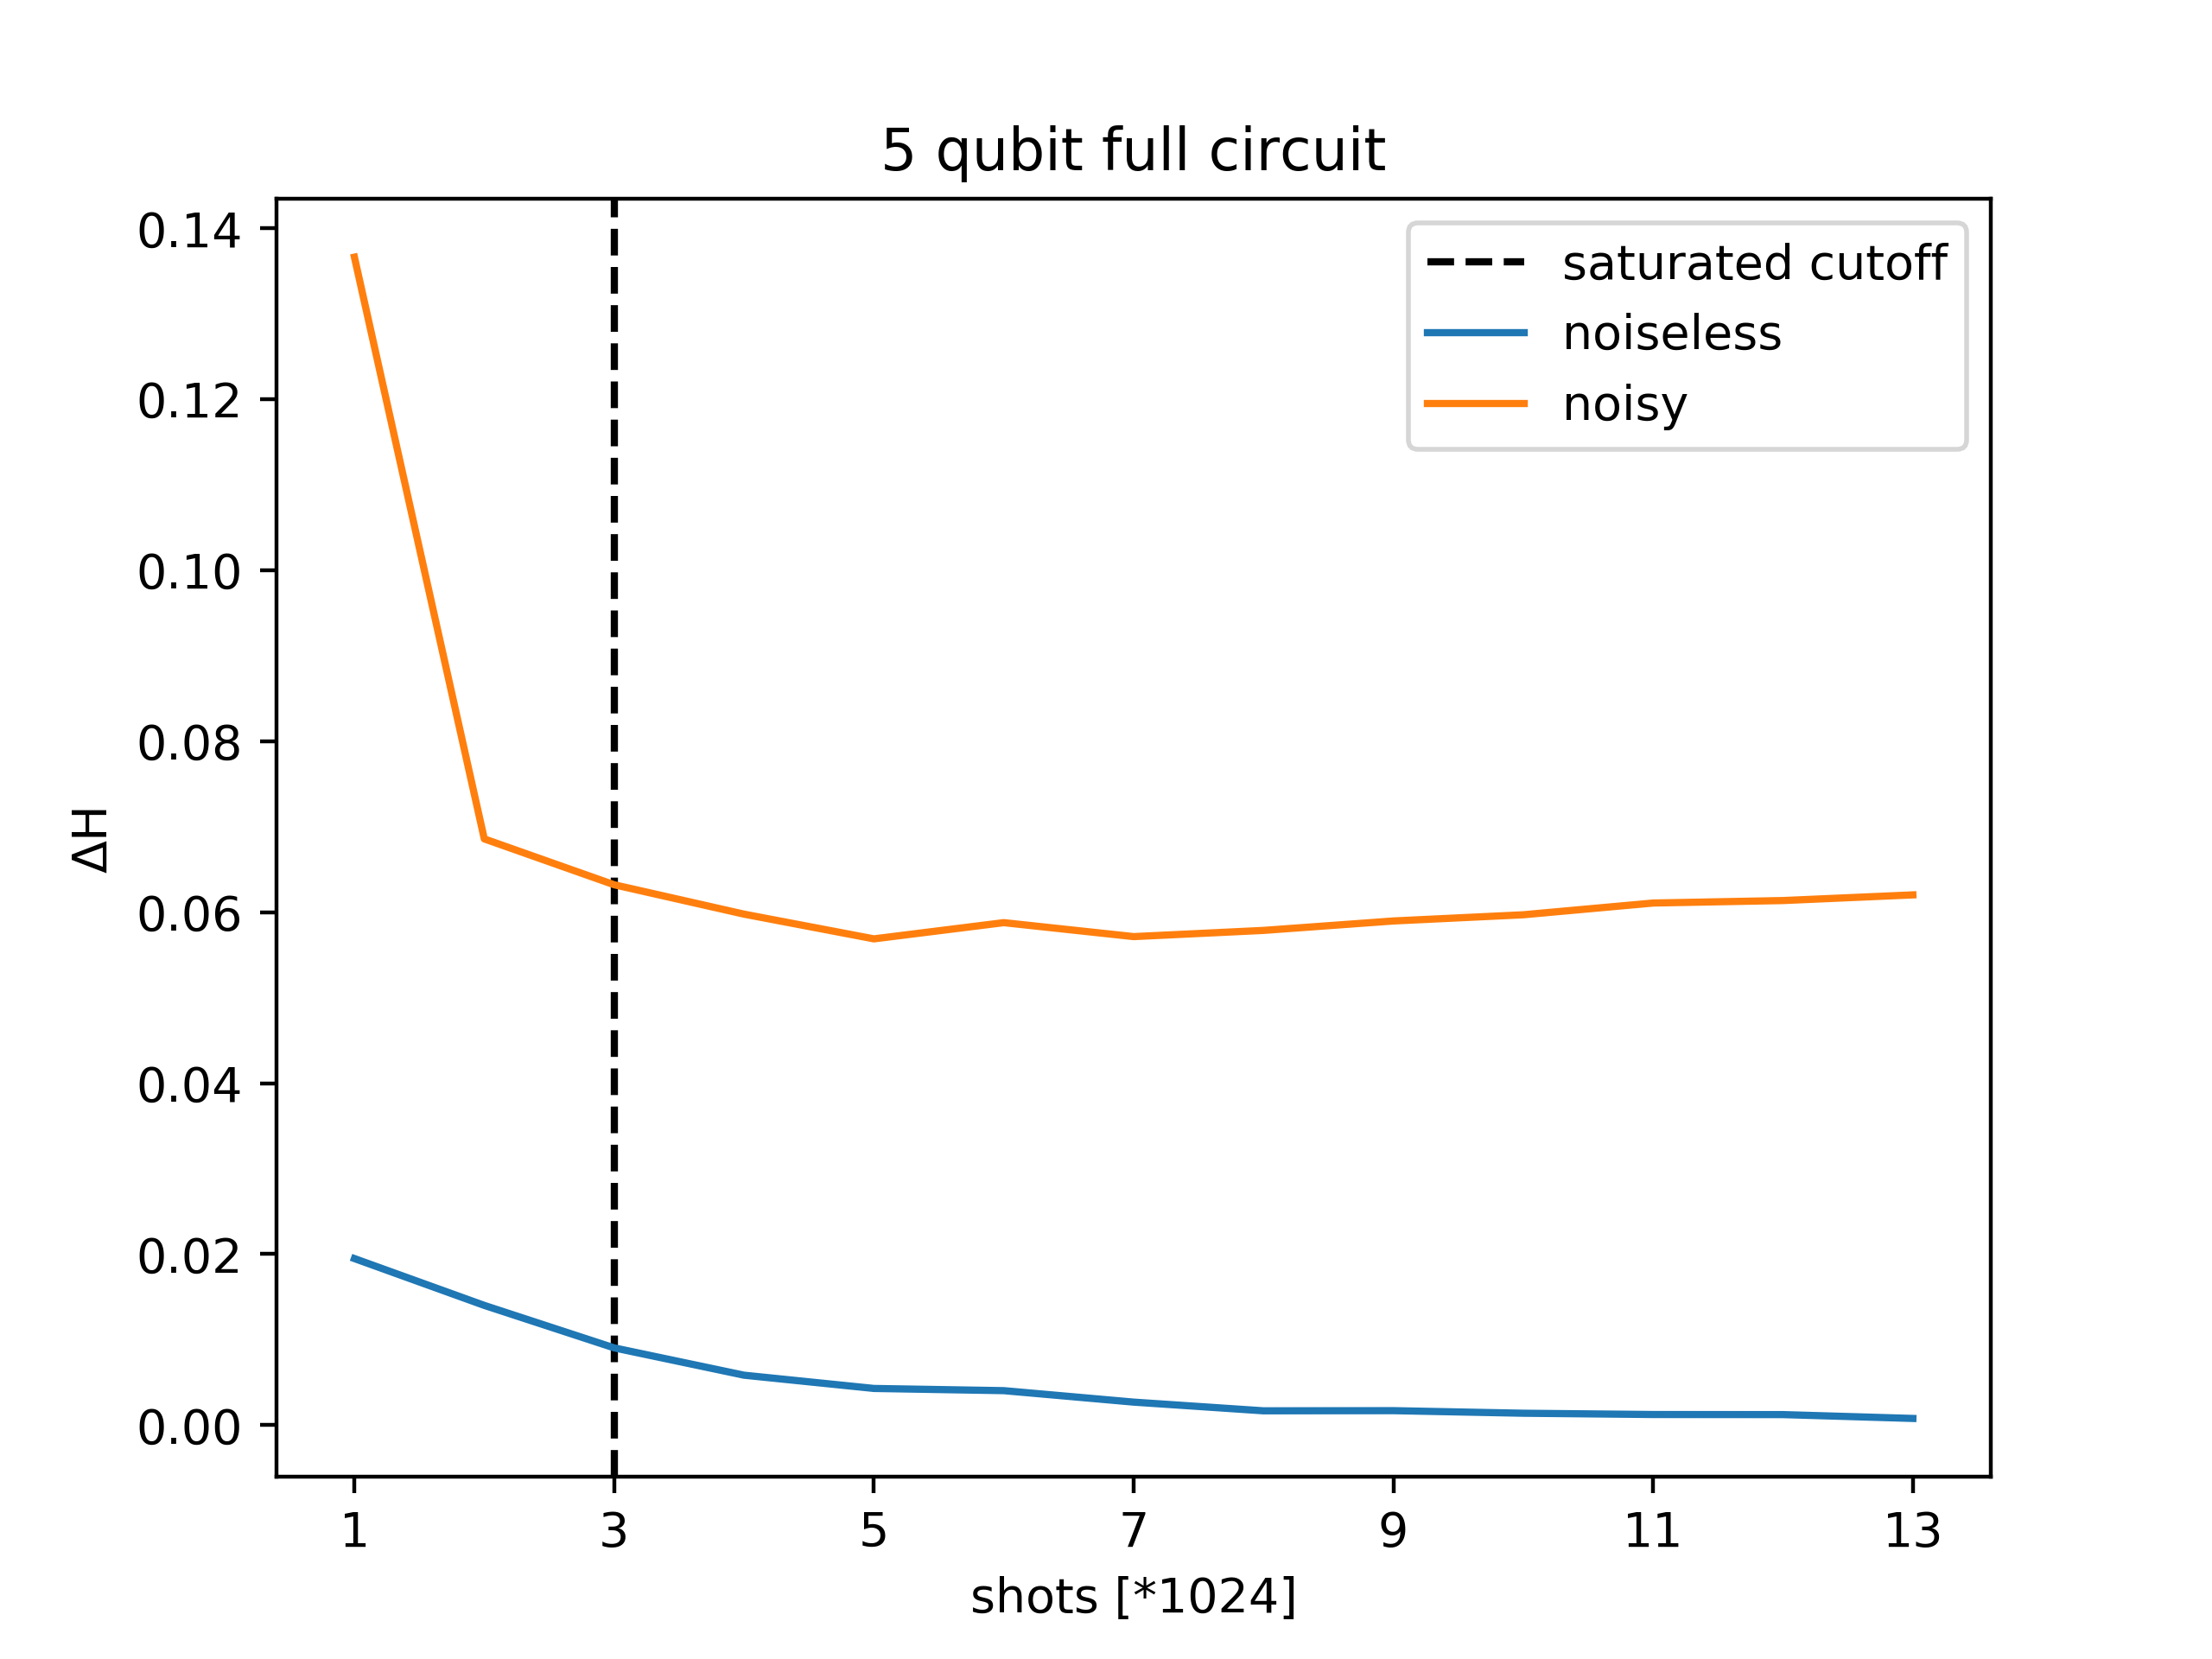 5 qubit full circuit
0.14
0.12
0.10
0.08
0.06
0.04
0.02
0.00
ΔH
saturated cutoff
noiseless
noisy
1 3 5 7 9 11 13
shots [*1024]